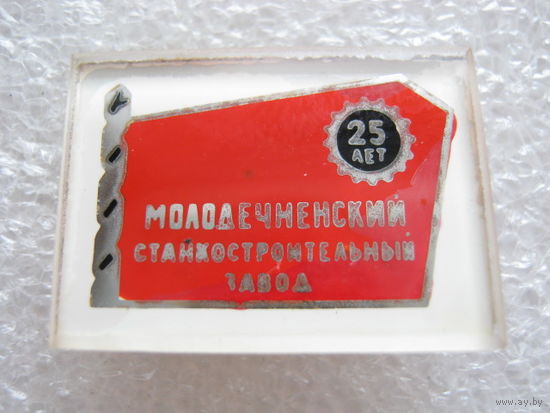 25
ЛЕТ
МОЛОДЕЧНЕНСКИЙ
СТАНКОСТРОИТЕЛЬНЫЙ
ЗАВОД
www.ay.by